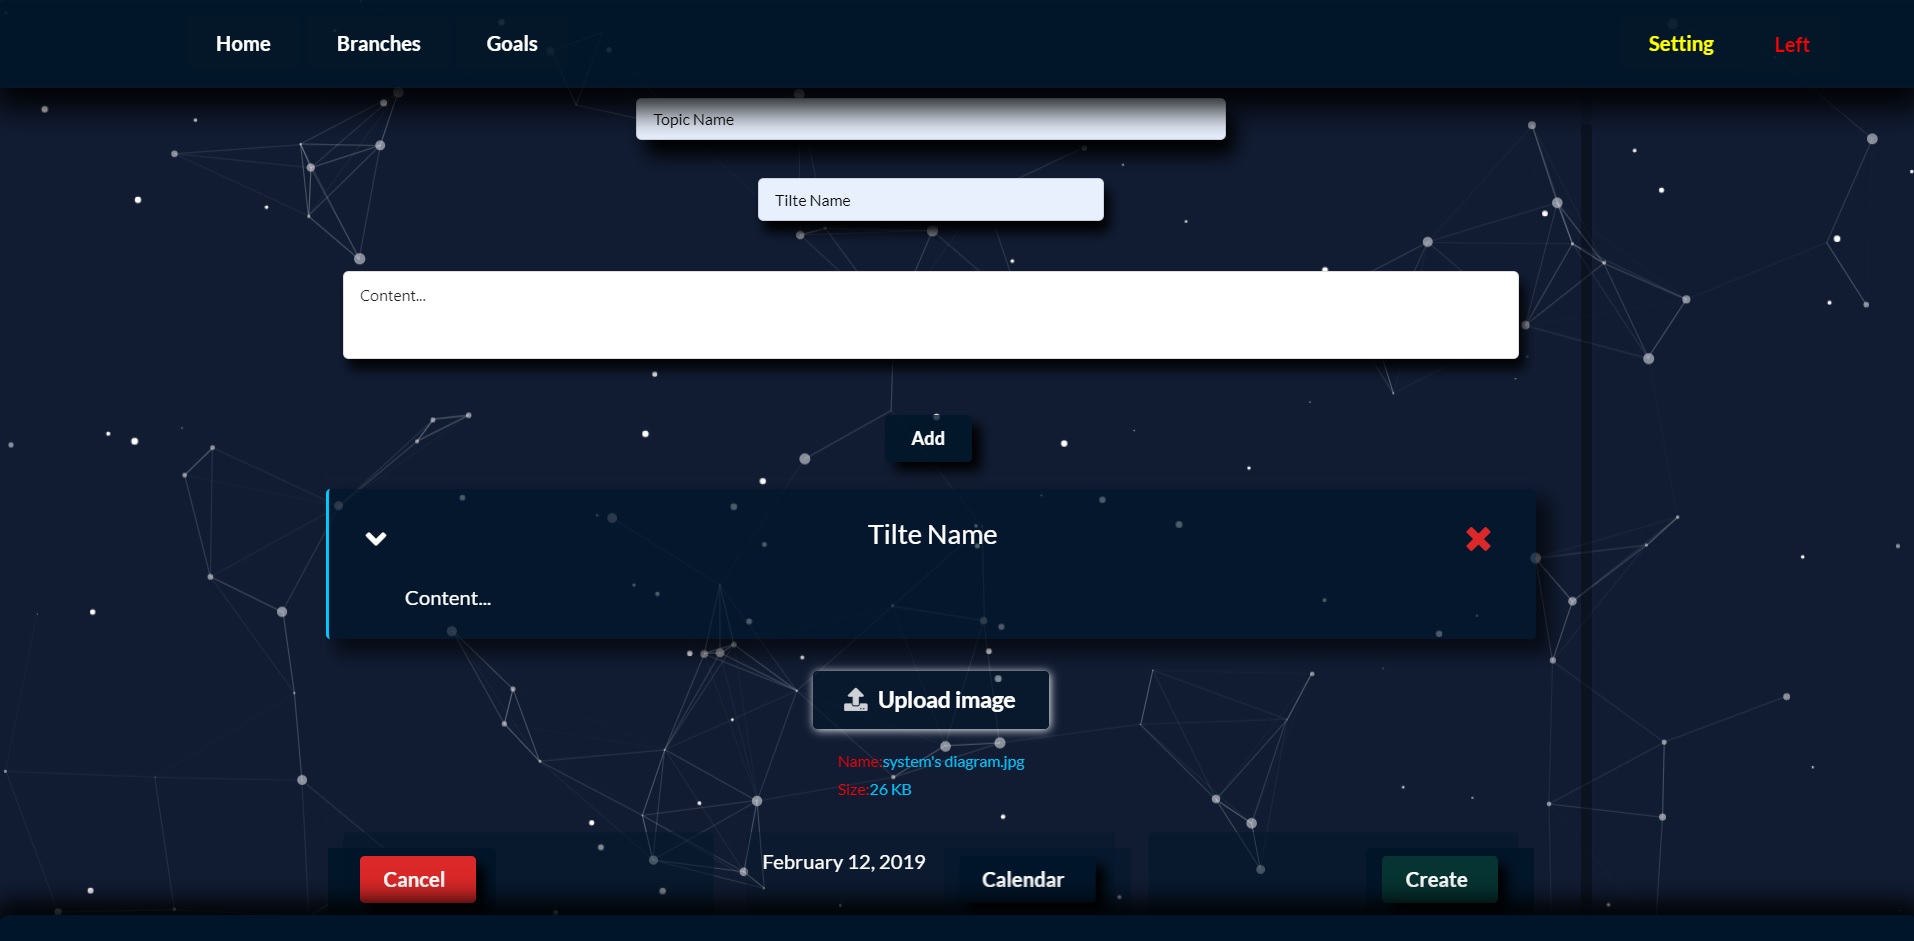 Home Branches Goals Setting Left
Topic Name
Tilte Name
Content...
Add
Tilte Name
Content...
Upload image
Name:system's diagram.jpg
Size:26 KB
February 12, 2019
Cancel Calendar Create